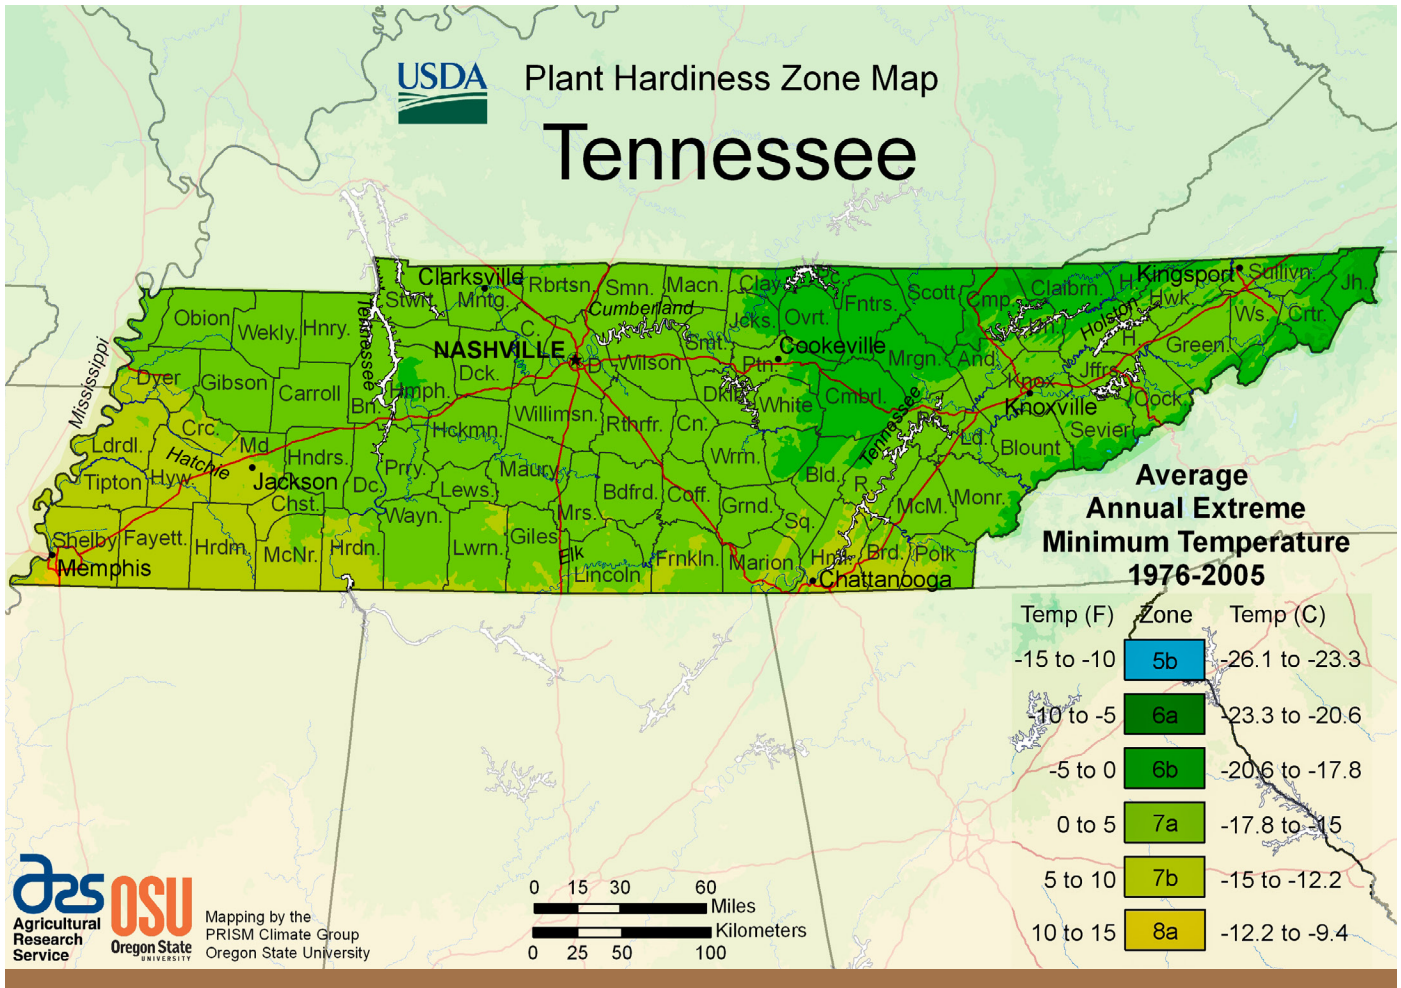 USDA
Plant Hardiness Zone Map
Tennessee
Clarksville
Rbrtsn.
Smn.
Macn.
Clay
Kingsport
Sullivn.
Jh.
Stwrt.
Mntg.
Cumberland
Jcks.
Ovrt.
Fntrs.
Scott
Cmp.
Claibrn.
H.
Hwk.
Ws.
Crtr.
Obion
Wekly.
Hnry.
Tennessee
C.
NASHVILLE
D.
Wilson
Smt.
Ptn.
Cookeville
Mrgn.
And.
Un.
Holston
H.
Green.
Mississippi
Dyer
Gibson
Carroll
Bn.
Hmph.
Dck.
Willimsn.
Rthrfr.
Cn.
Dklb.
White
Cmbrl.
Tennessee
R.
Knox
Knoxville
Jffrs.
Cock.
Sevier
Ldrdl.
Crc.
Md.
Hatchie
Hndrs.
Hckmn.
Wrm.
Bld.
Ld.
Blount
Tipton
Hyw.
Jackson
Chst.
Dc.
Prry.
Lews.
Maury
Bdfrd.
Coff.
Grnd.
R.
McM.
Monr.
Shelby
Memphis
Fayett.
Hrdm.
McNr.
Hrdn.
Wayn.
Lwrn.
Giles
Mrs.
Elk
Lincoln
Frnkln.
Marion
Sq.
Hml.
Brd.
Polk
Chattanooga
Average
Annual Extreme
Minimum Temperature
1976-2005
Temp (F) Zone Temp (C)
-15 to -10 5b -26.1 to -23.3
-10 to -5 6a -23.3 to -20.6
-5 to 0 6b -20.6 to -17.8
0 to 5 7a -17.8 to -15
5 to 10 7b -15 to -12.2
10 to 15 8a -12.2 to -9.4
ars
Agricultural
Research
Service
OSU
Oregon State
UNIVERSITY
Mapping by the
PRISM Climate Group
Oregon State University
0 15 30 60
Miles
Kilometers
0 25 50 100